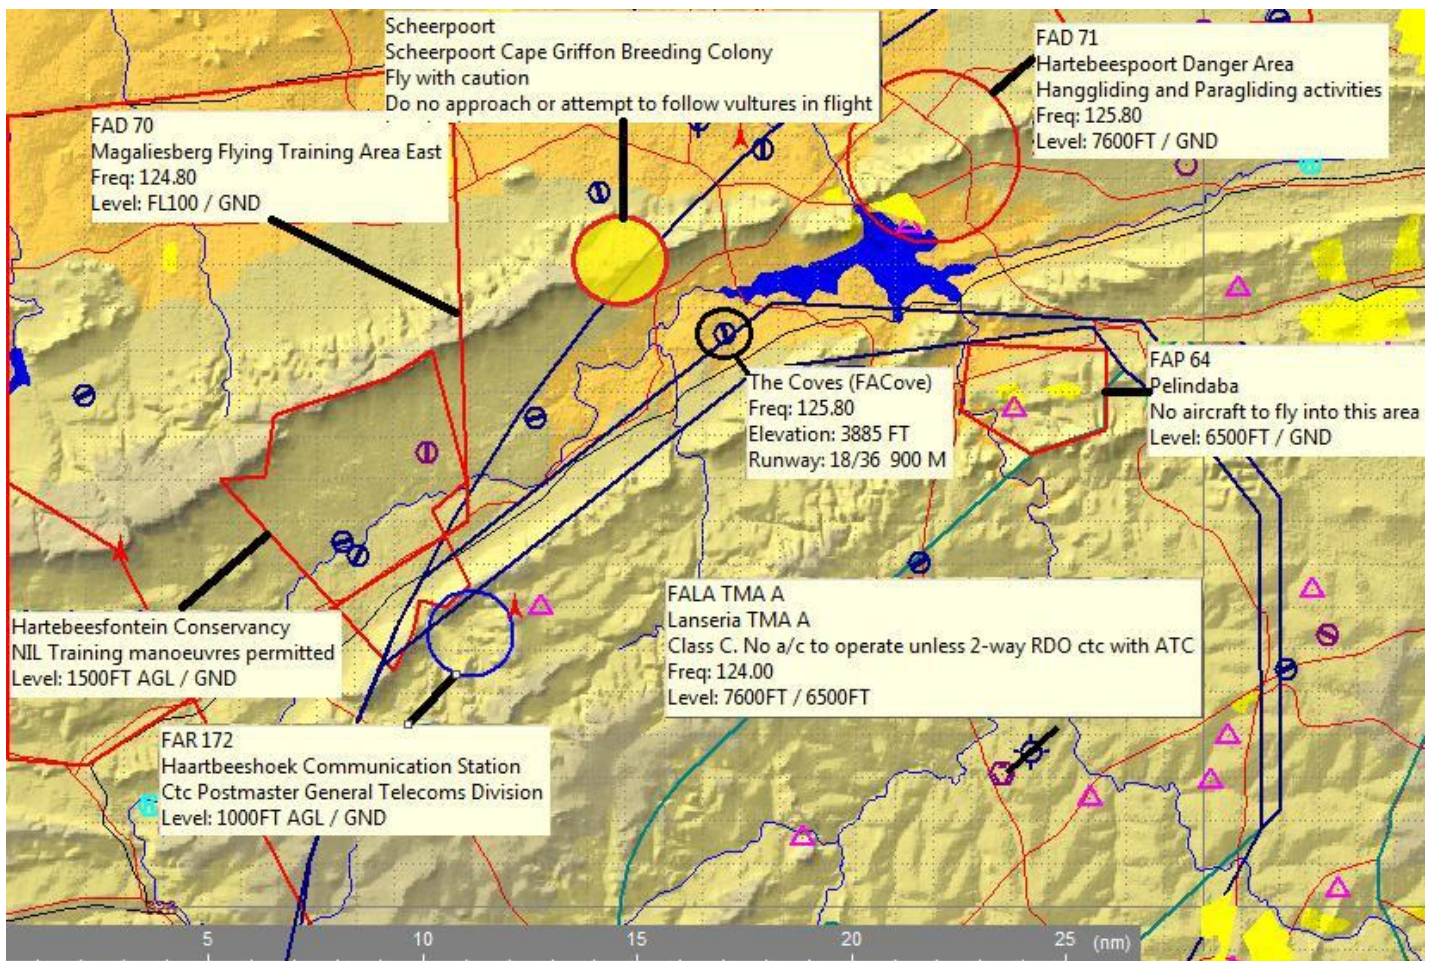 Scheerpoort
Scheerpoort Cape Griffon Breeding Colony
Fly with caution
Do no approach or attempt to follow vultures in flight
FAD 71
Hartebeespoort Danger Area
Hanggliding and Paragliding activities
Freq: 125.80
Level: 7600FT / GND
FAD 70
Magaliesberg Flying Training Area East
Freq: 124.80
Level: FL100 / GND
The Coves (FACove)
Freq: 125.80
Elevation: 3885 FT
Runway: 18/36 900 M
FAP 64
Pelindaba
No aircraft to fly into this area
Level: 6500FT / GND
Hartebeesfontein Conservancy
NIL Training manoeuvres permitted
Level: 1500FT AGL / GND
FALA TMA A
Lanseria TMA A
Class C. No a/c to operate unless 2-way RDO ctc with ATC
Freq: 124.00
Level: 7600FT / 6500FT
FAR 172
Haartbeeshoek Communication Station
Ctc Postmaster General Telecoms Division
Level: 1000FT AGL / GND
5 10 15 20 25 (nm)